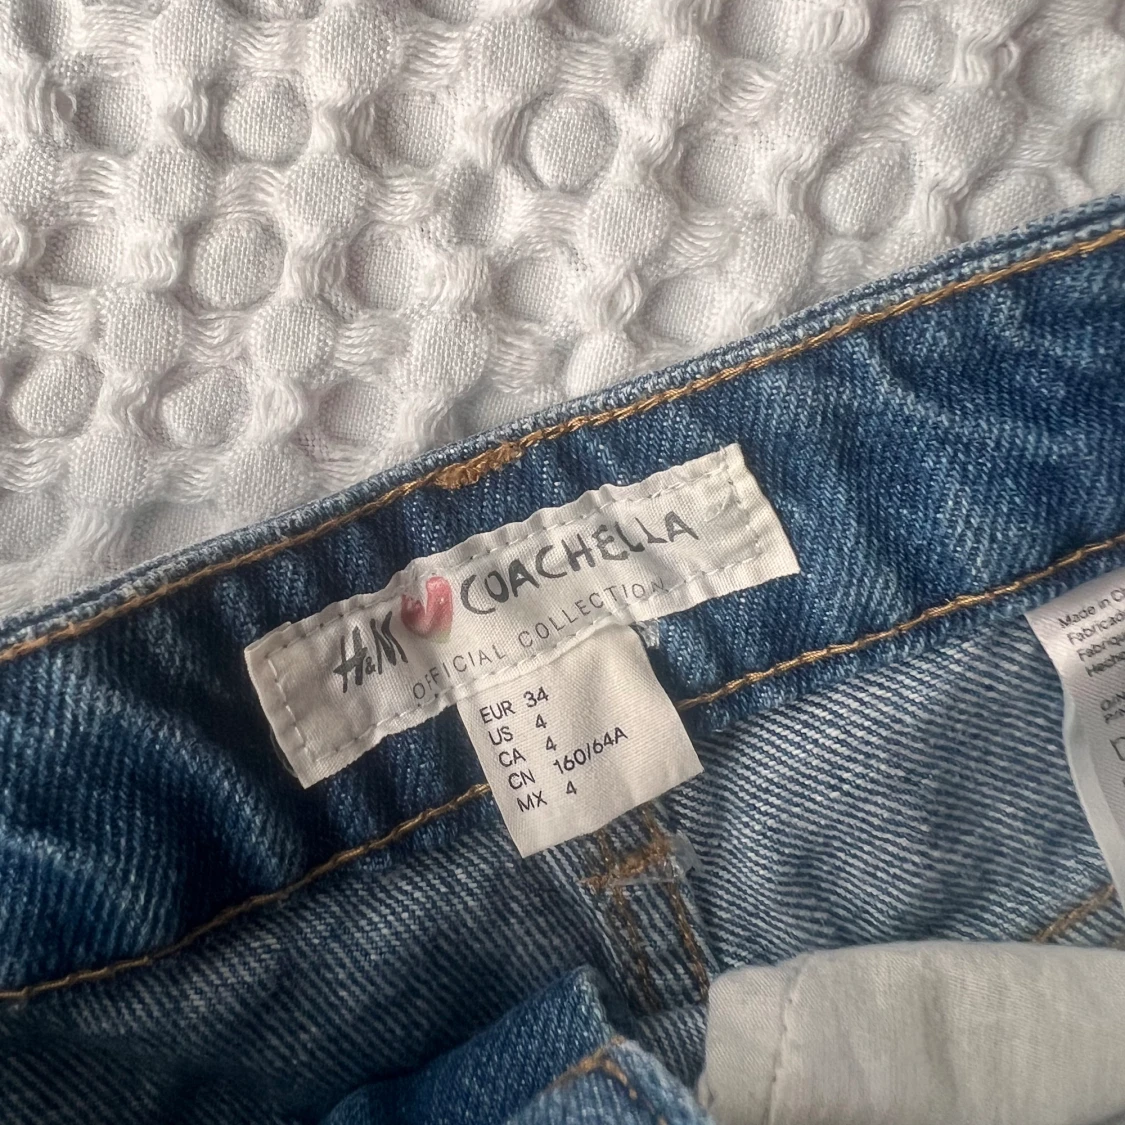 H&M COACHELLA
OFFICIAL COLLECTION
EUR 34
US 4
CA 4
CN 160/64A
MX 4
Made in